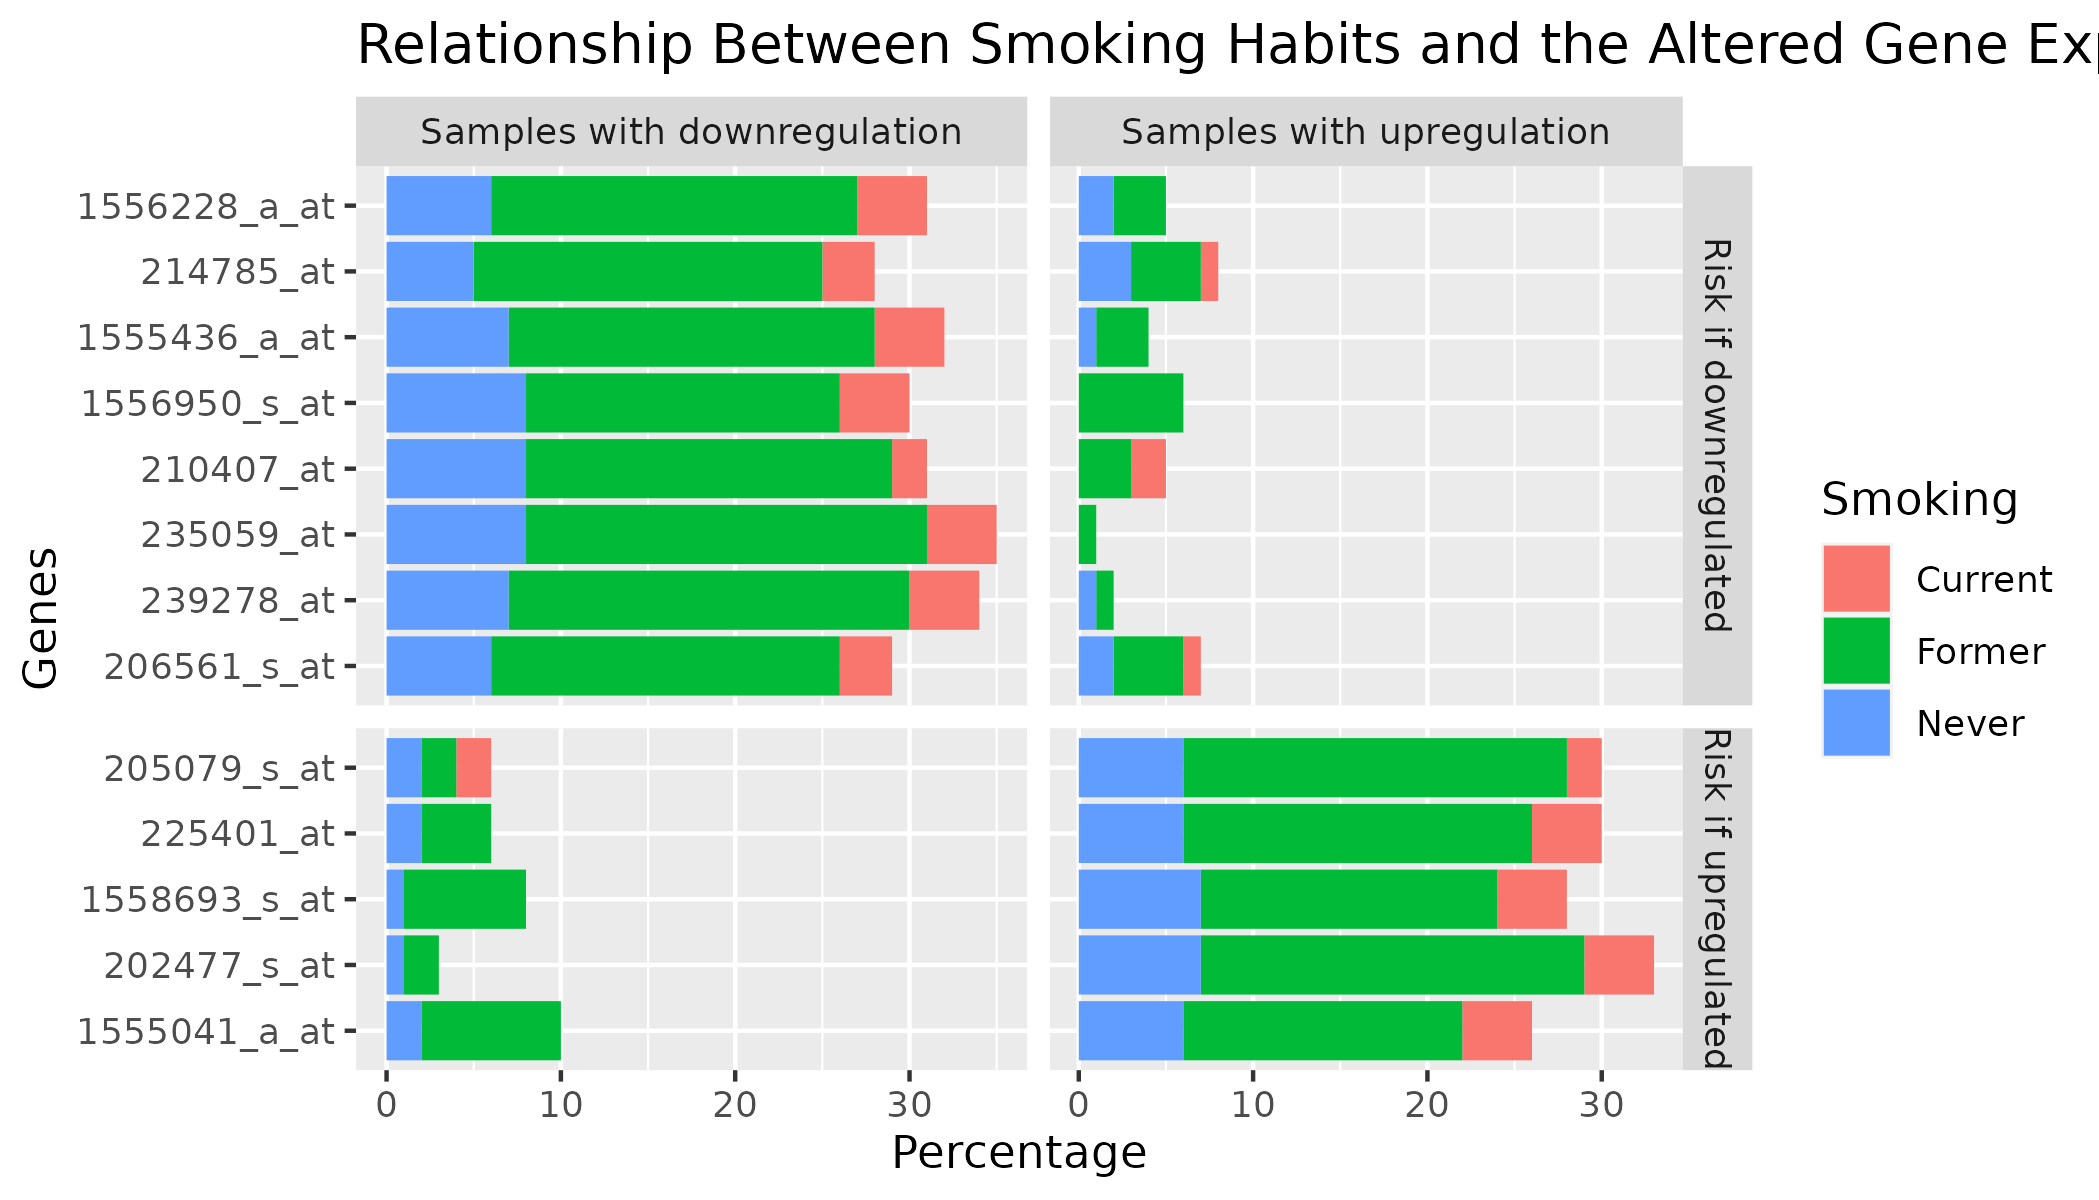 Relationship Between Smoking Habits and the Altered Gene
Samples with downregulation
Samples with upregulation
Genes
1556228_a_at
214785_at
1555436_a_at
1556950_s_at
210407_at
235059_at
239278_at
206561_s_at
Risk if downregulated
205079_s_at
225401_at
1558693_s_at
202477_s_at
1555041_a_at
Risk if upregulated
0 10 20 30
0 10 20 30
Percentage
Smoking
Current
Former
Never